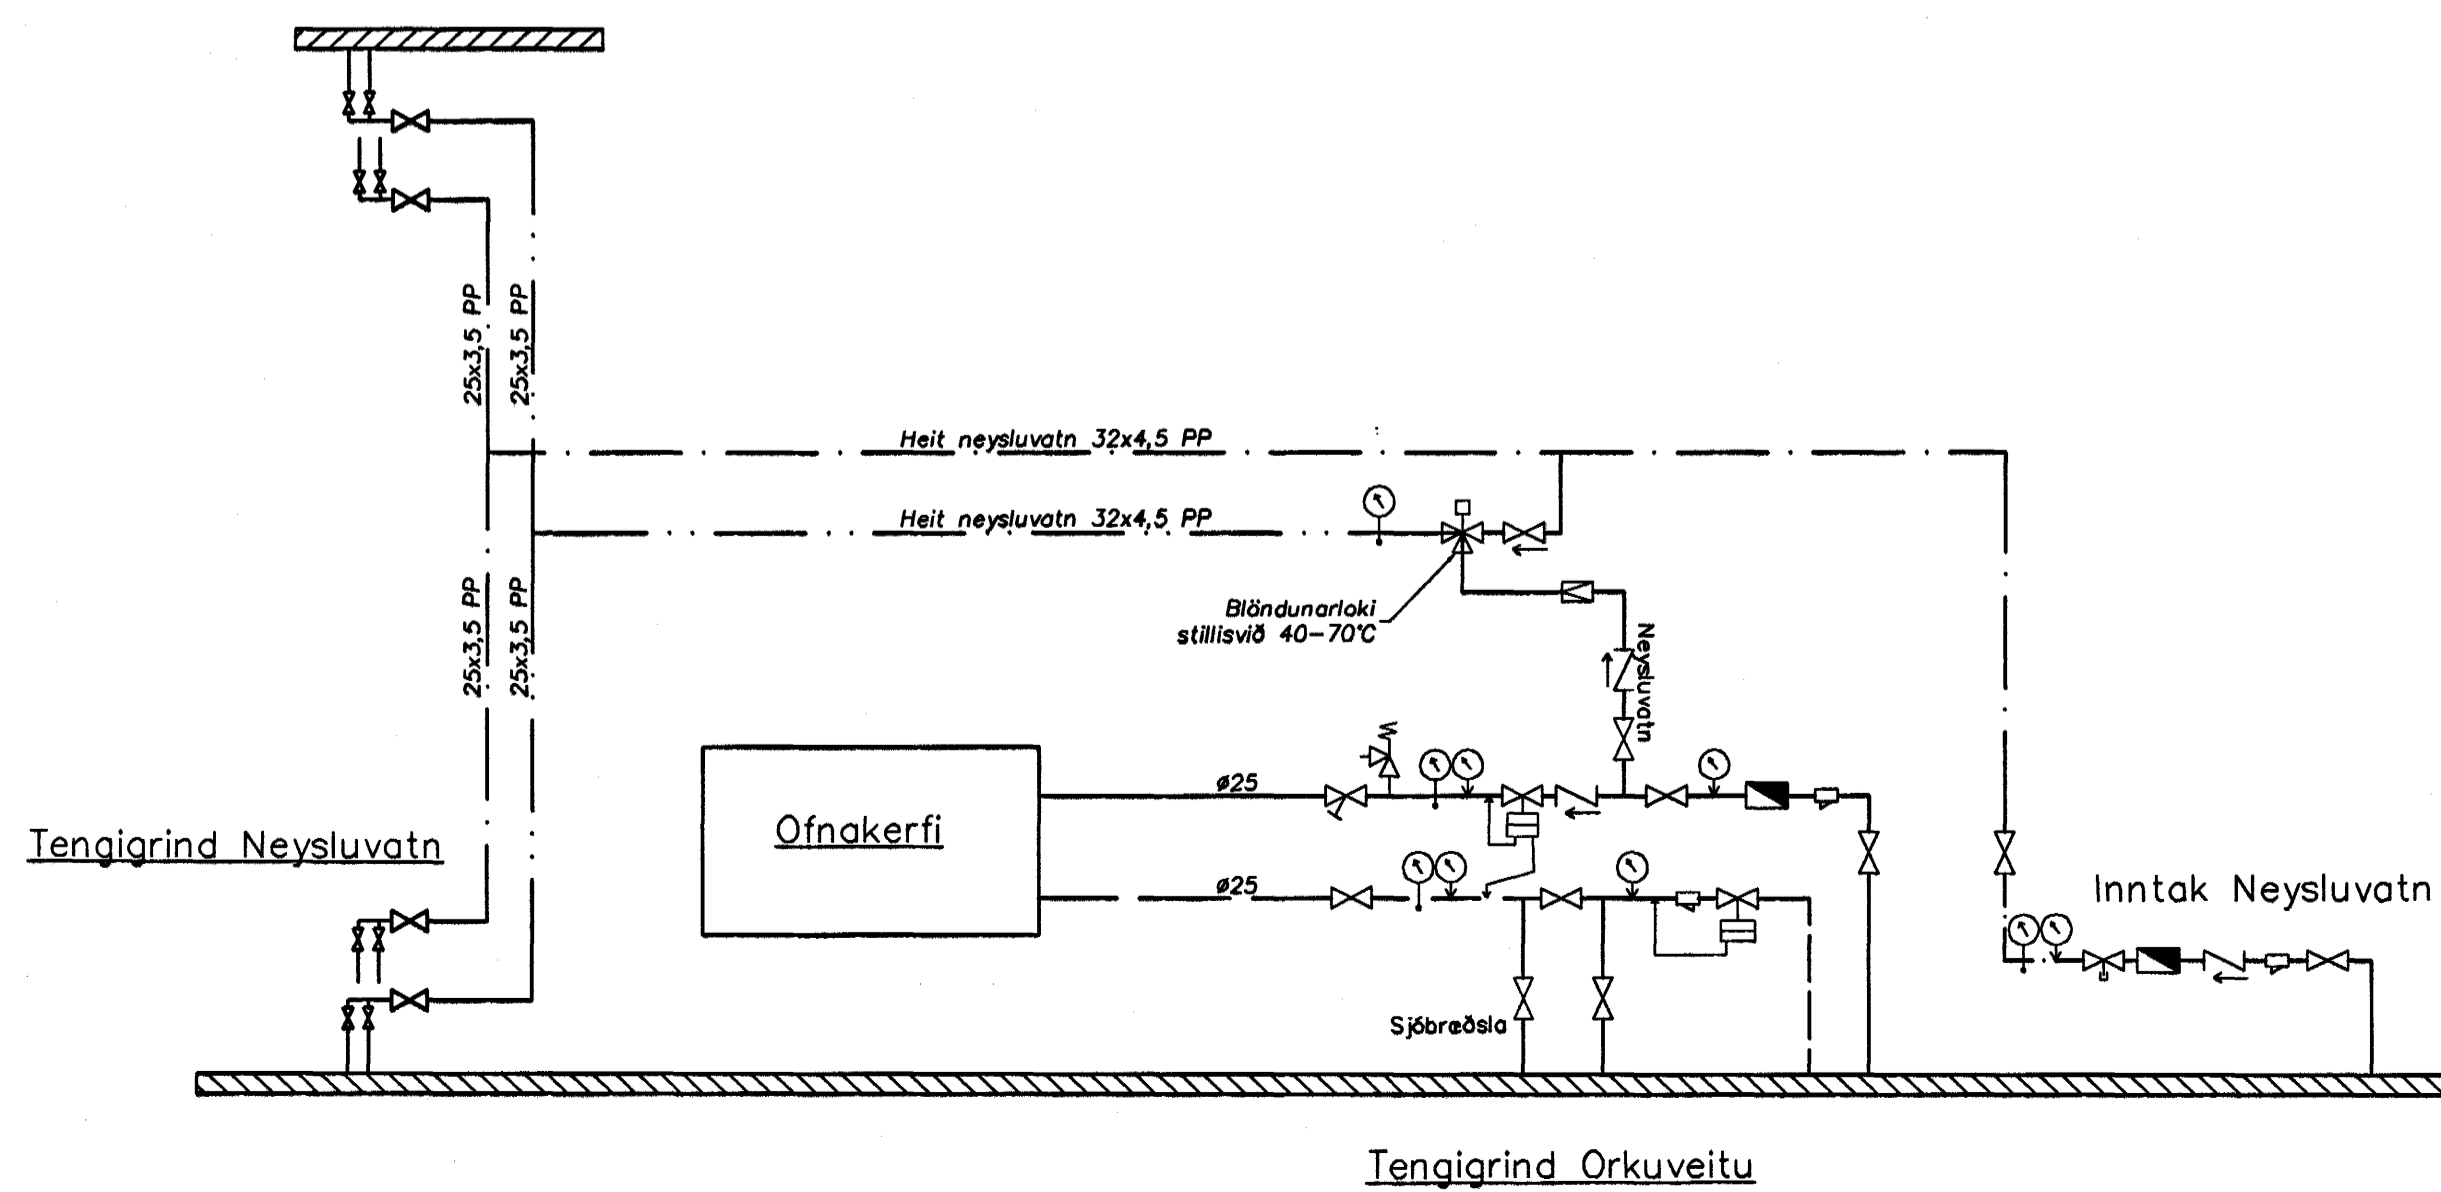 25x3,5 PP
25x3,5 PP
Heit neysluvatn 32x4,5 PP
Heit neysluvatn 32x4,5 PP
Blöndunarloki
stillisvið 40-70°C
25x3,5 PP
25x3,5 PP
Neysluvatn
ø25
Ofnakerfi
Tengigrind Neysluvatn
ø25
Inntak Neysluvatn
Sjóbræðsla
Tengigrind Orkuveitu